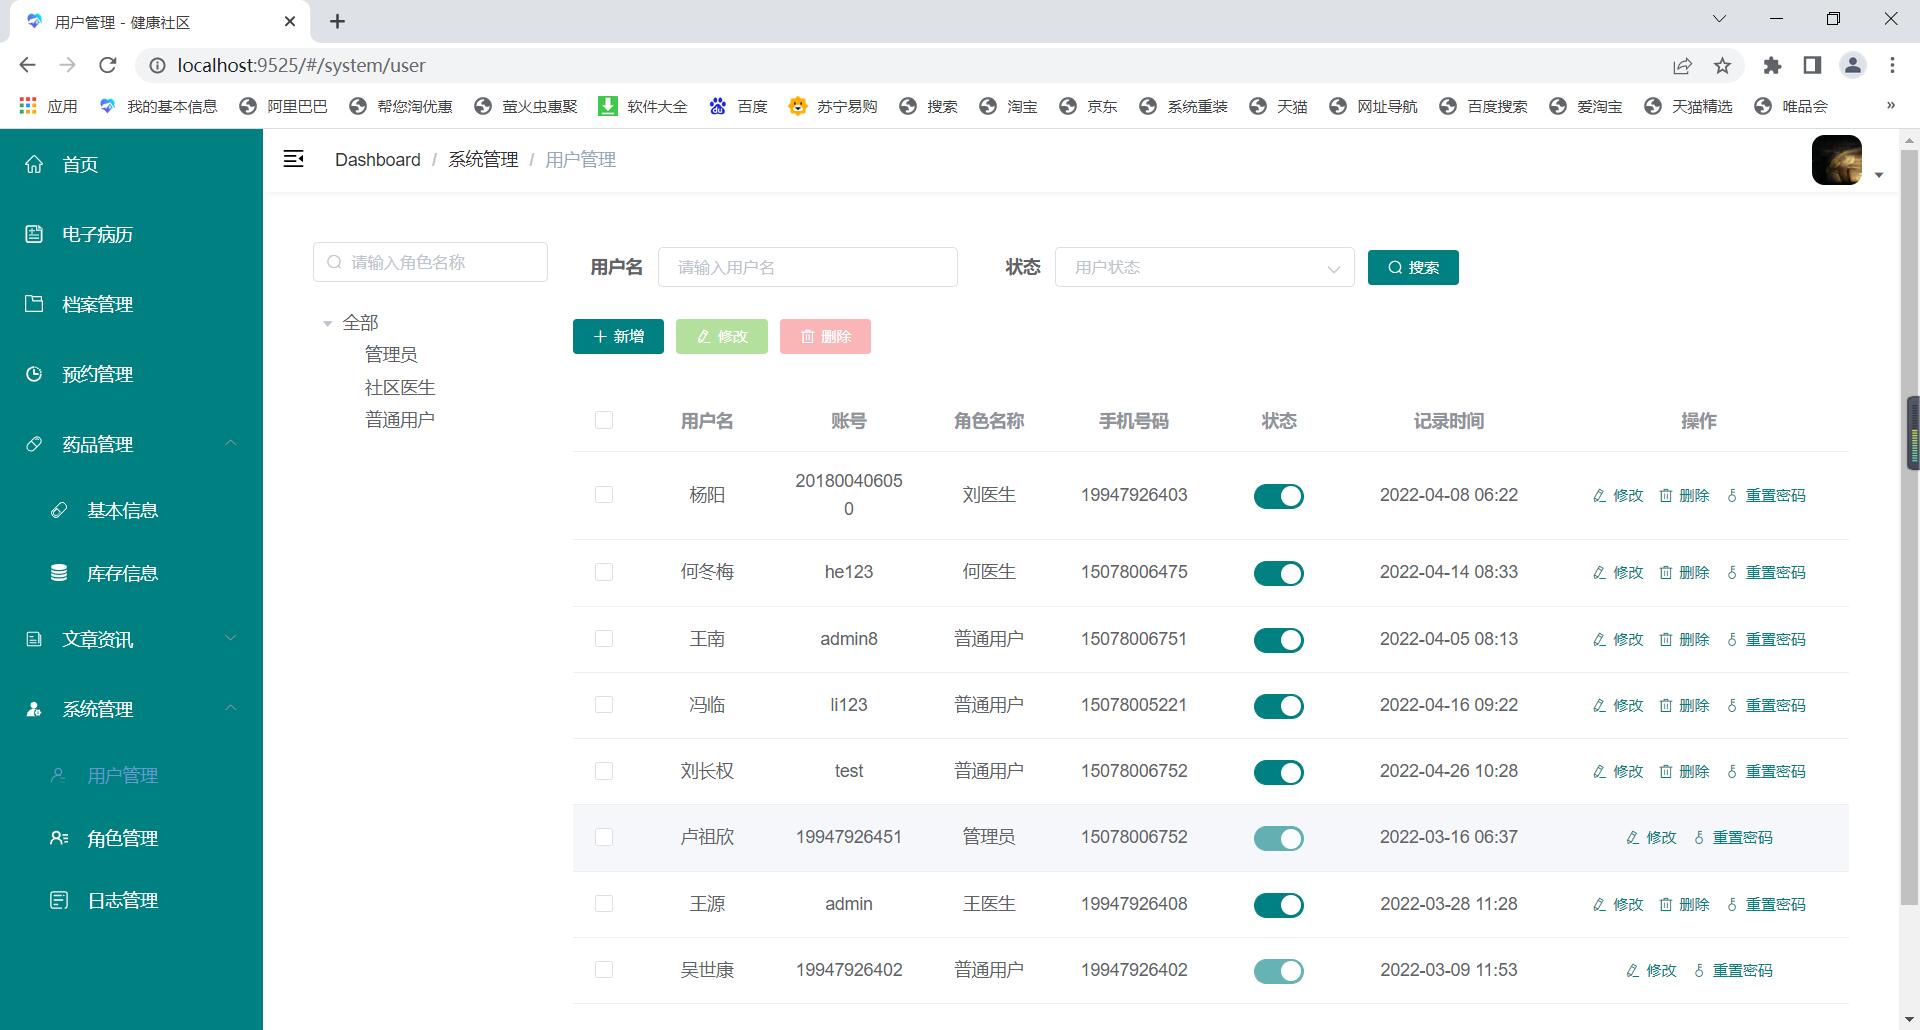 用户管理 - 健康社区
localhost:9525/#/system/user
应用 我的基本信息 阿里巴巴 帮您淘优惠 萤火虫惠聚 软件大全 百度 苏宁易购 搜索 淘宝 京东 系统重装 天猫 网址导航 百度搜索 爱淘宝 天猫精选 唯品会 »
首页
电子病历
档案管理
预约管理
药品管理
基本信息
库存信息
文章资讯
系统管理
用户管理
角色管理
日志管理
Dashboard / 系统管理 / 用户管理
请输入角色名称
全部
管理员
社区医生
普通用户
用户名 请输入用户名 状态 用户状态 搜索
新增 修改 删除
用户名 账号 角色名称 手机号码 状态 记录时间 操作
杨阳 20180040605 刘医生 19947926403 2022-04-08 06:22 修改 删除 重置密码
0
何冬梅 he123 何医生 15078006475 2022-04-14 08:33 修改 删除 重置密码
王南 admin8 普通用户 15078006751 2022-04-05 08:13 修改 删除 重置密码
冯临 li123 普通用户 15078005221 2022-04-16 09:22 修改 删除 重置密码
刘长权 test 普通用户 15078006752 2022-04-26 10:28 修改 删除 重置密码
卢祖欣 19947926451 管理员 15078006752 2022-03-16 06:37 修改 重置密码
王源 admin 王医生 19947926408 2022-03-28 11:28 修改 删除 重置密码
吴世康 19947926402 普通用户 19947926402 2022-03-09 11:53 修改 重置密码